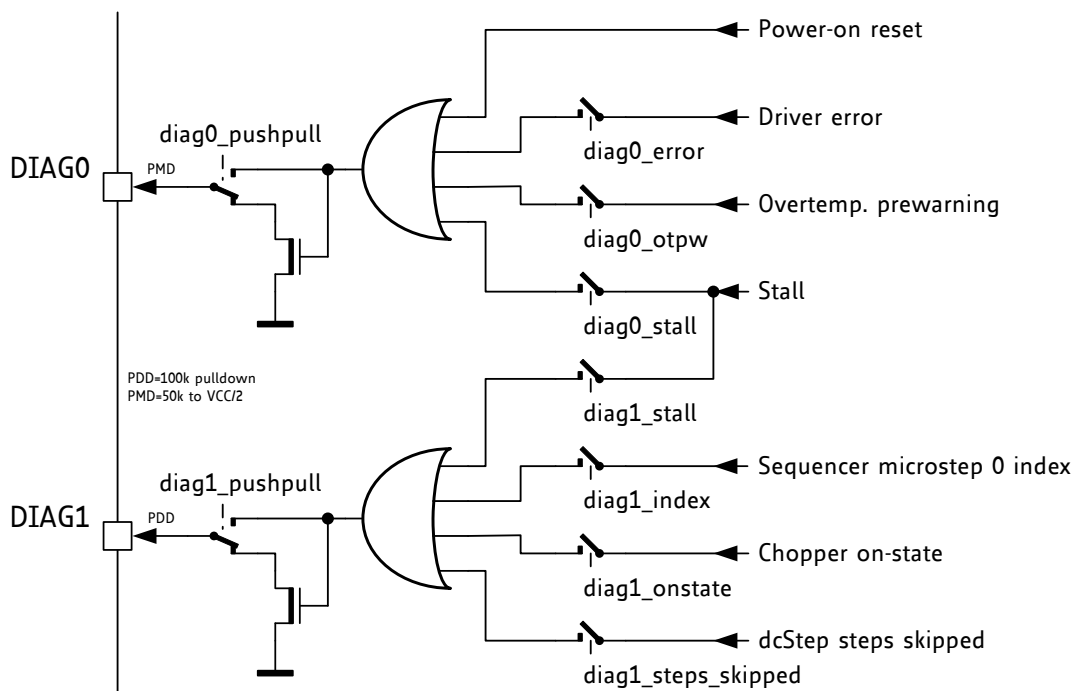 Power-on reset
Driver error
diag0_pushpull
diag0_error
DIAG0
PMD
Overtemp. prewarning
diag0_otpw
Stall
diag0_stall
PDD=100k pulldown
PMD=50k to VCC/2
diag1_stall
Sequencer microstep 0 index
diag1_pushpull
diag1_index
DIAG1
PDD
Chopper on-state
diag1_onstate
dcStep steps skipped
diag1_steps_skipped